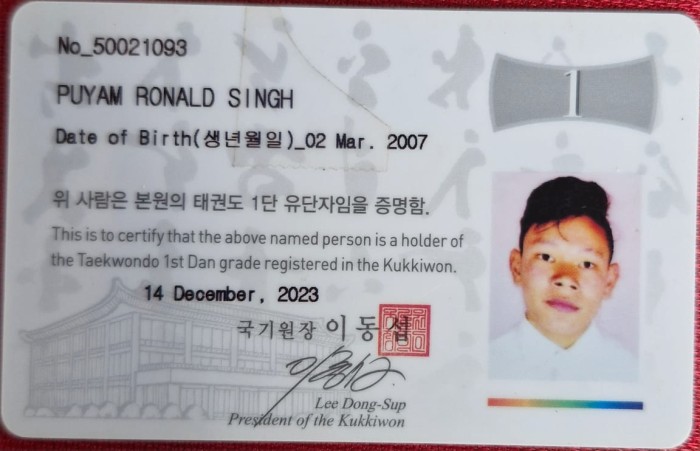 No_50021093
1
PUYAM RONALD SINGH
Date of Birth(생년월일)_02 Mar. 2007
위 사람은 본원의 태권도 1단 유단자임을 증명함.
This is to certify that the above named person is a holder of
the Taekwondo 1st Dan grade registered in the Kukkiwon.
14 December, 2023
국기원장 이동섭
Lee Dong-Sup
President of the Kukkiwon